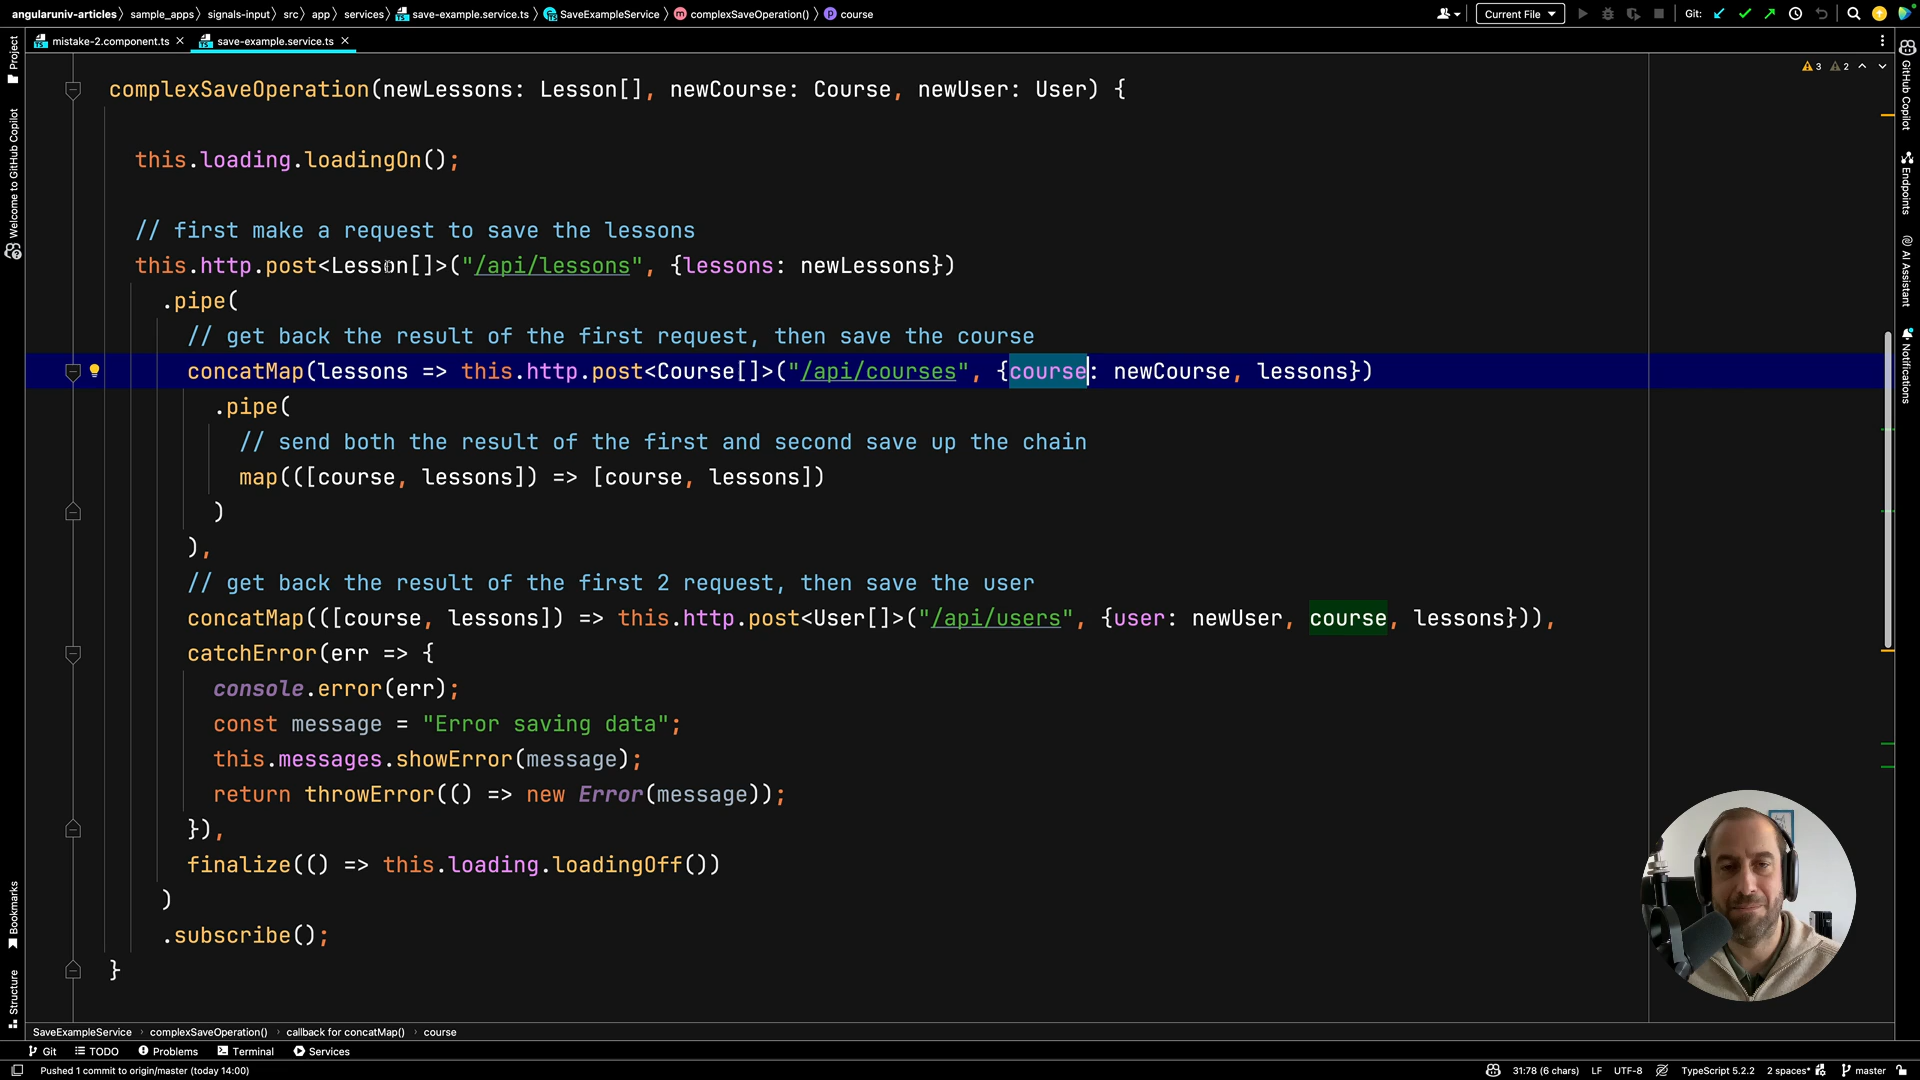 angularuniv-articles sample_apps signals-input src app services save-example.service.ts SaveExampleService complexSaveOperation() course
Current File
Git:
mistake-2.component.ts
save-example.service.ts
3 2
Project
Welcome to GitHub Copilot
Bookmarks
Structure
GitHub Copilot
Endpoints
AI Assistant
Notifications
complexSaveOperation(newLessons: Lesson[], newCourse: Course, newUser: User) {
this.loading.loadingOn();
// first make a request to save the lessons
this.http.post<Lesson[]>("/api/lessons", {lessons: newLessons})
.pipe(
// get back the result of the first request, then save the course
concatMap(lessons => this.http.post<Course[]>("/api/courses", {course: newCourse, lessons})
.pipe(
// send both the result of the first and second save up the chain
map(([course, lessons]) => [course, lessons])
)
),
// get back the result of the first 2 request, then save the user
concatMap(([course, lessons]) => this.http.post<User[]>("/api/users", {user: newUser, course, lessons})),
catchError(err => {
console.error(err);
const message = "Error saving data";
this.messages.showError(message);
return throwError(() => new Error(message));
}),
finalize(() => this.loading.loadingOff())
)
.subscribe();
}
SaveExampleService complexSaveOperation() callback for concatMap() course
Git TODO Problems Terminal Services
Pushed 1 commit to origin/master (today 14:00)
31:78 (6 chars) LF UTF-8 TypeScript 5.2.2 2 spaces* master